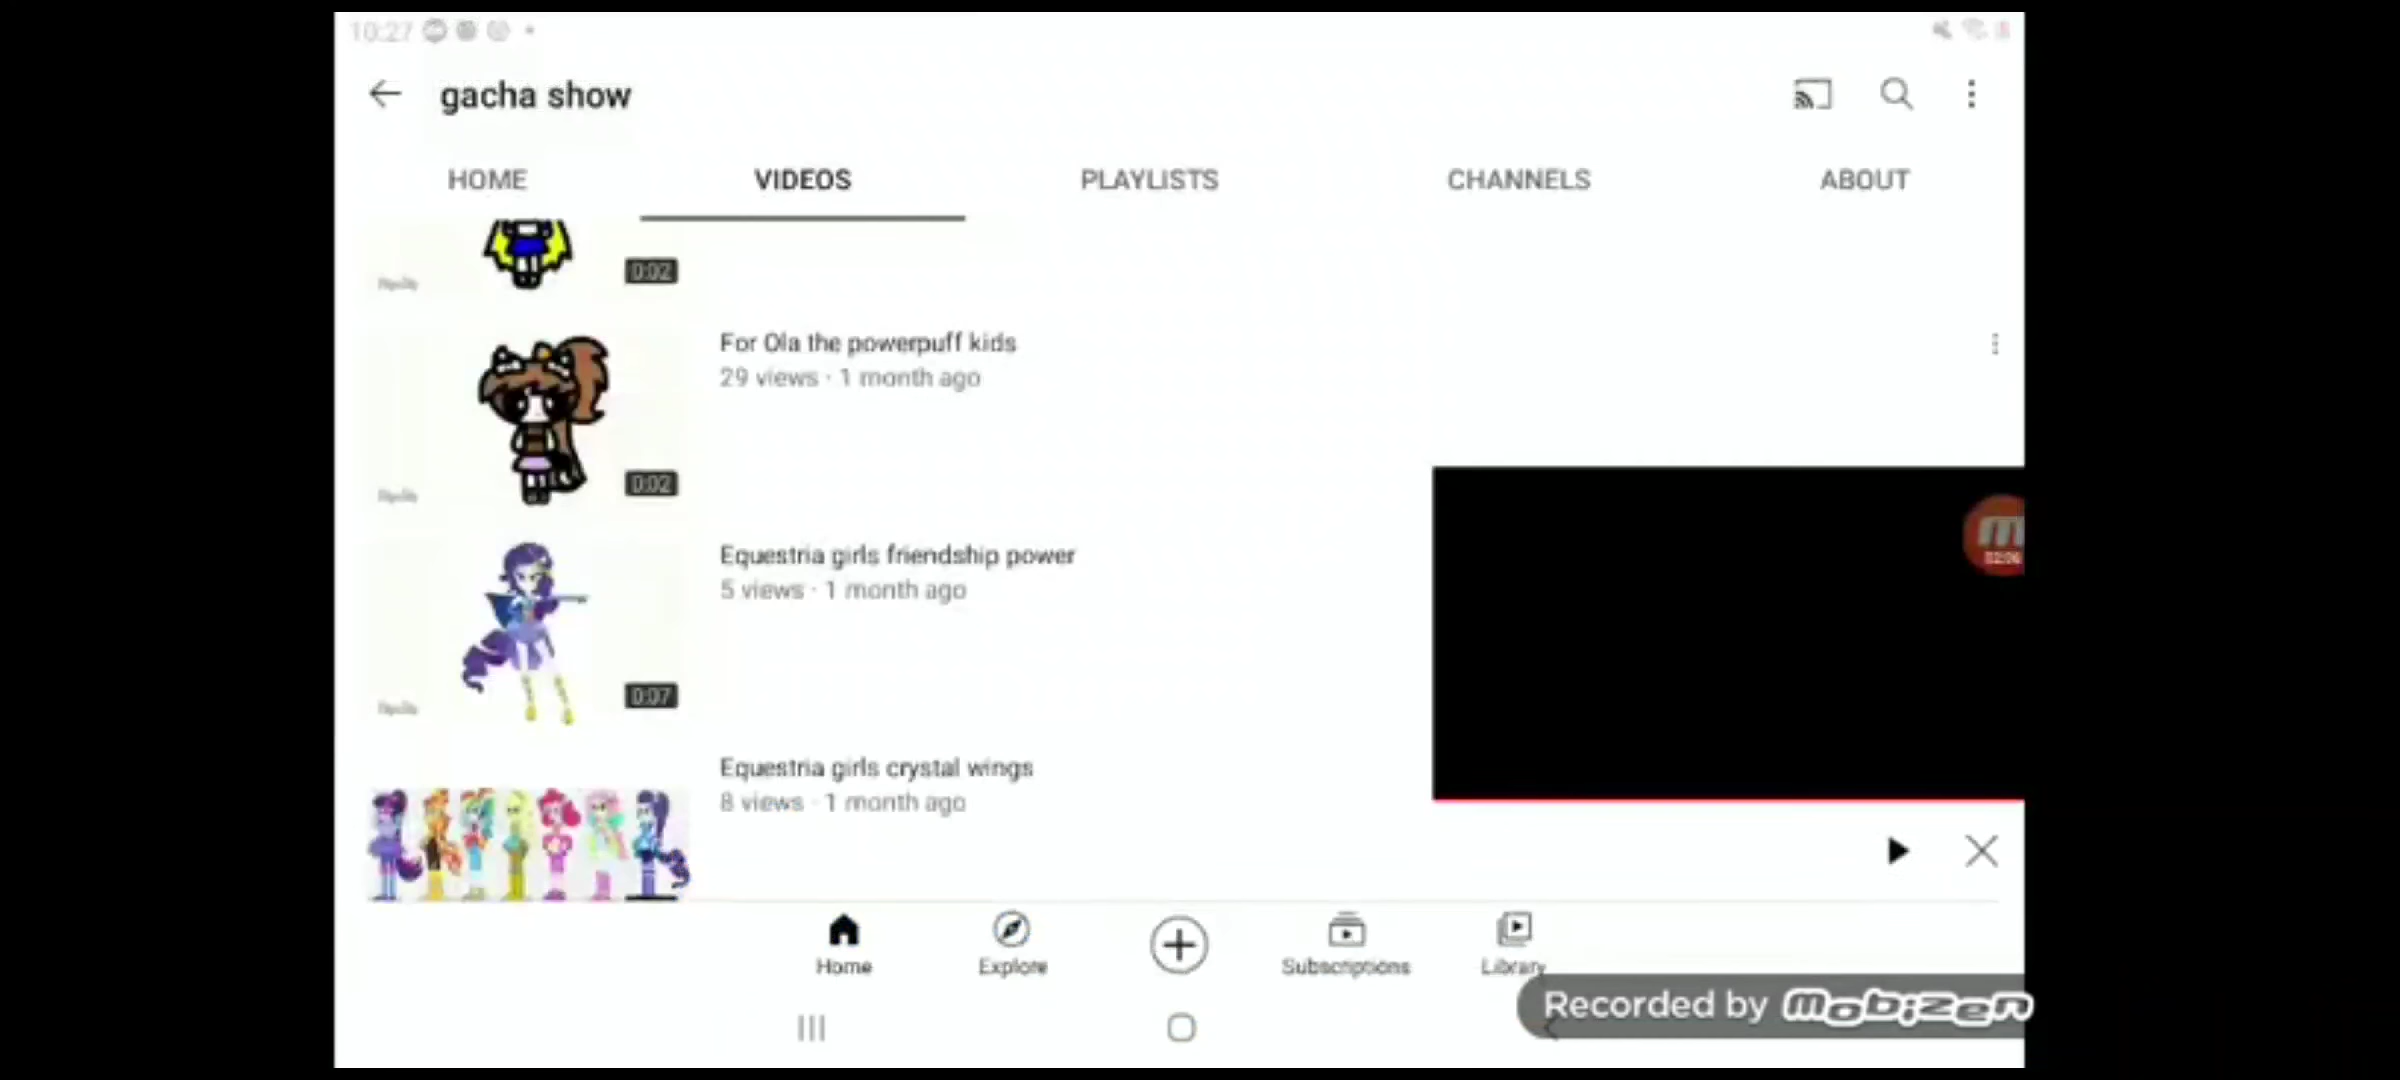 10:27
gacha show
HOME VIDEOS PLAYLISTS CHANNELS ABOUT
0:02
For Ola the powerpuff kids
29 views · 1 month ago
0:02
Equestria girls friendship power
5 views · 1 month ago
0:07
Equestria girls crystal wings
8 views · 1 month ago
Home Explore Subscriptions Library
Recorded by mobizen